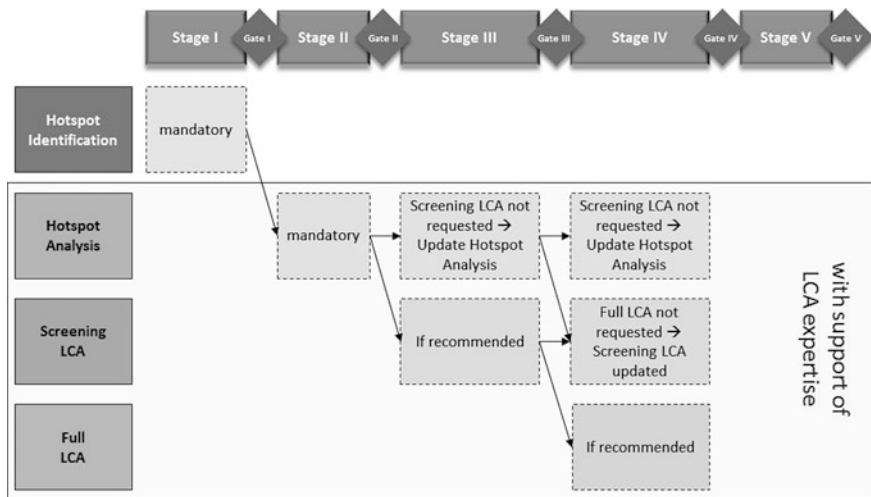 Stage I
Gate I
Stage II
Gate II
Stage III
Gate III
Stage IV
Gate IV
Stage V
Gate V
Hotspot
Identification
mandatory
Hotspot
Analysis
mandatory
Screening LCA not
requested →
Update Hotspot
Analysis
Screening LCA not
requested →
Update Hotspot
Analysis
Screening
LCA
If recommended
Full LCA not
requested →
Screening LCA
updated
Full
LCA
If recommended
with support of
LCA expertise